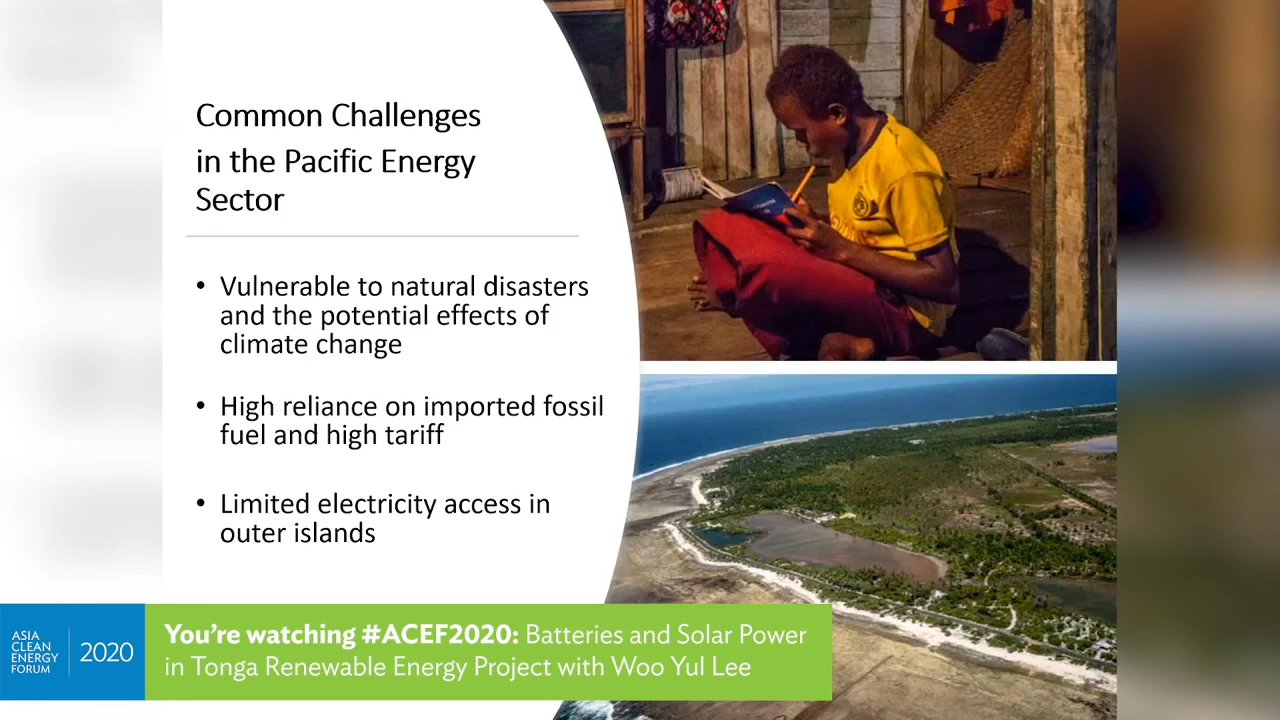 Common Challenges
in the Pacific Energy
Sector
• Vulnerable to natural disasters
and the potential effects of
climate change
• High reliance on imported fossil
fuel and high tariff
• Limited electricity access in
outer islands
ASIA
CLEAN
ENERGY
FORUM
2020
You're watching #ACEF2020: Batteries and Solar Power
in Tonga Renewable Energy Project with Woo Yul Lee